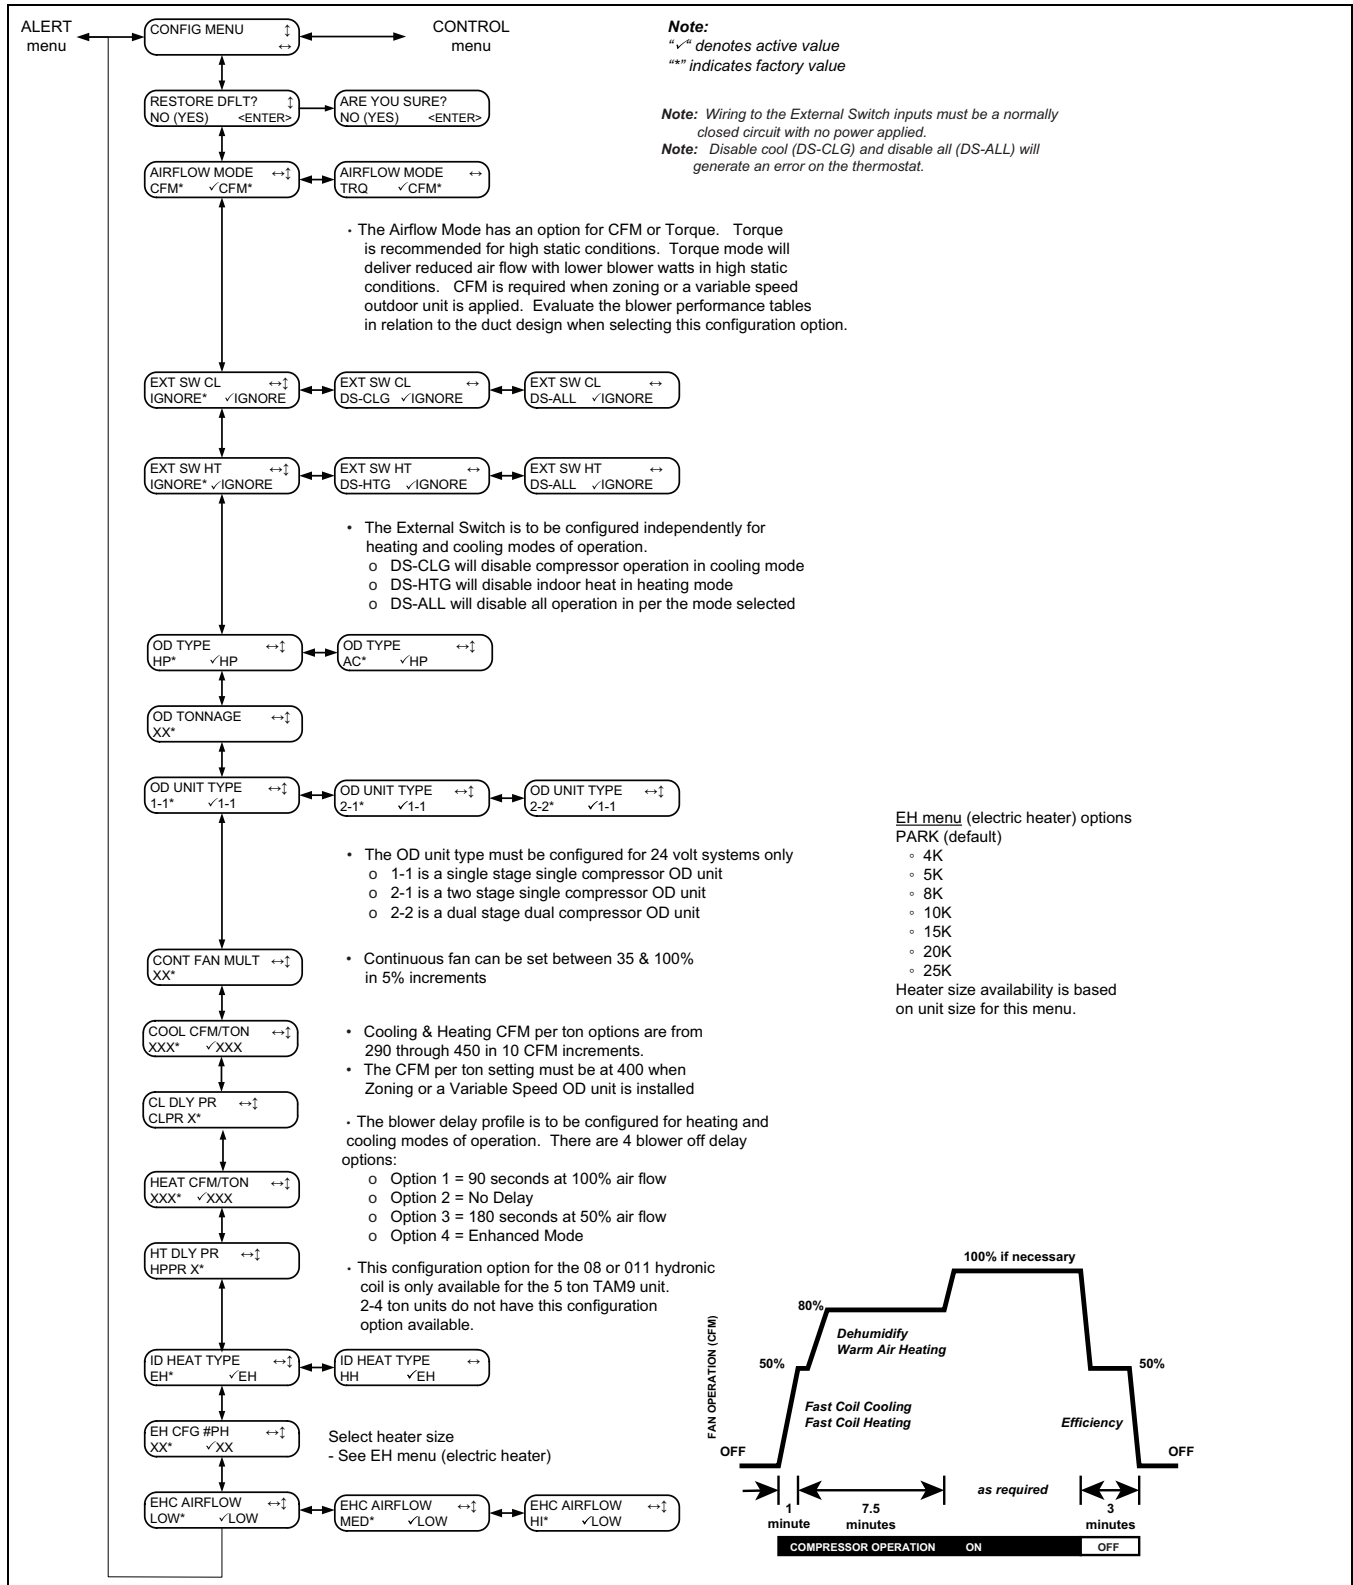 ALERT
menu
CONFIG MENU ↕
↔
CONTROL
menu
Note:
"✓" denotes active value
"*" indicates factory value
RESTORE DFLT? ↕
NO (YES) <ENTER>
ARE YOU SURE?
NO (YES) <ENTER>
Note: Wiring to the External Switch inputs must be a normally
closed circuit with no power applied.
Note: Disable cool (DS-CLG) and disable all (DS-ALL) will
generate an error on the thermostat.
AIRFLOW MODE ↔↕
CFM* ✓CFM*
AIRFLOW MODE ↔
TRQ ✓CFM*
• The Airflow Mode has an option for CFM or Torque. Torque
is recommended for high static conditions. Torque mode will
deliver reduced air flow with lower blower watts in high static
conditions. CFM is required when zoning or a variable speed
outdoor unit is applied. Evaluate the blower performance tables
in relation to the duct design when selecting this configuration option.
EXT SW CL ↔↕
IGNORE* ✓IGNORE
EXT SW CL ↔
DS-CLG ✓IGNORE
EXT SW CL ↔
DS-ALL ✓IGNORE
EXT SW HT ↔↕
IGNORE* ✓IGNORE
EXT SW HT ↔
DS-HTG ✓IGNORE
EXT SW HT ↔
DS-ALL ✓IGNORE
• The External Switch is to be configured independently for
heating and cooling modes of operation.
o DS-CLG will disable compressor operation in cooling mode
o DS-HTG will disable indoor heat in heating mode
o DS-ALL will disable all operation in per the mode selected
OD TYPE ↔↕
HP* ✓HP
OD TYPE ↔↕
AC* ✓HP
OD TONNAGE ↔↕
XX*
OD UNIT TYPE ↔↕
1-1* ✓1-1
OD UNIT TYPE ↔↕
2-1* ✓1-1
OD UNIT TYPE ↔↕
2-2* ✓1-1
• The OD unit type must be configured for 24 volt systems only
o 1-1 is a single stage single compressor OD unit
o 2-1 is a two stage single compressor OD unit
o 2-2 is a dual stage dual compressor OD unit
EH menu (electric heater) options
PARK (default)
◦ 4K
◦ 5K
◦ 8K
◦ 10K
◦ 15K
◦ 20K
◦ 25K
Heater size availability is based
on unit size for this menu.
CONT FAN MULT ↔↕
XX*
• Continuous fan can be set between 35 & 100%
in 5% increments
COOL CFM/TON ↔↕
XXX* ✓XXX
• Cooling & Heating CFM per ton options are from
290 through 450 in 10 CFM increments.
• The CFM per ton setting must be at 400 when
Zoning or a Variable Speed OD unit is installed
CL DLY PR ↔↕
CLPR X*
• The blower delay profile is to be configured for heating and
cooling modes of operation. There are 4 blower off delay
options:
o Option 1 = 90 seconds at 100% air flow
o Option 2 = No Delay
o Option 3 = 180 seconds at 50% air flow
o Option 4 = Enhanced Mode
HEAT CFM/TON ↔↕
XXX* ✓XXX
HT DLY PR ↔↕
HPPR X*
• This configuration option for the 08 or 011 hydronic
coil is only available for the 5 ton TAM9 unit.
2-4 ton units do not have this configuration
option available.
ID HEAT TYPE ↔↕
EH* ✓EH
ID HEAT TYPE ↔
HH ✓EH
EH CFG #PH ↔↕
XX* ✓XX
Select heater size
- See EH menu (electric heater)
EHC AIRFLOW ↔↕
LOW* ✓LOW
EHC AIRFLOW ↔↕
MED* ✓LOW
EHC AIRFLOW ↔↕
HI* ✓LOW
FAN OPERATION (CFM)
100% if necessary
80%
Dehumidify
Warm Air Heating
50%
50%
Fast Coil Cooling
Fast Coil Heating
Efficiency
OFF
OFF
1
minute
7.5
minutes
as required
3
minutes
COMPRESSOR OPERATION ON
OFF